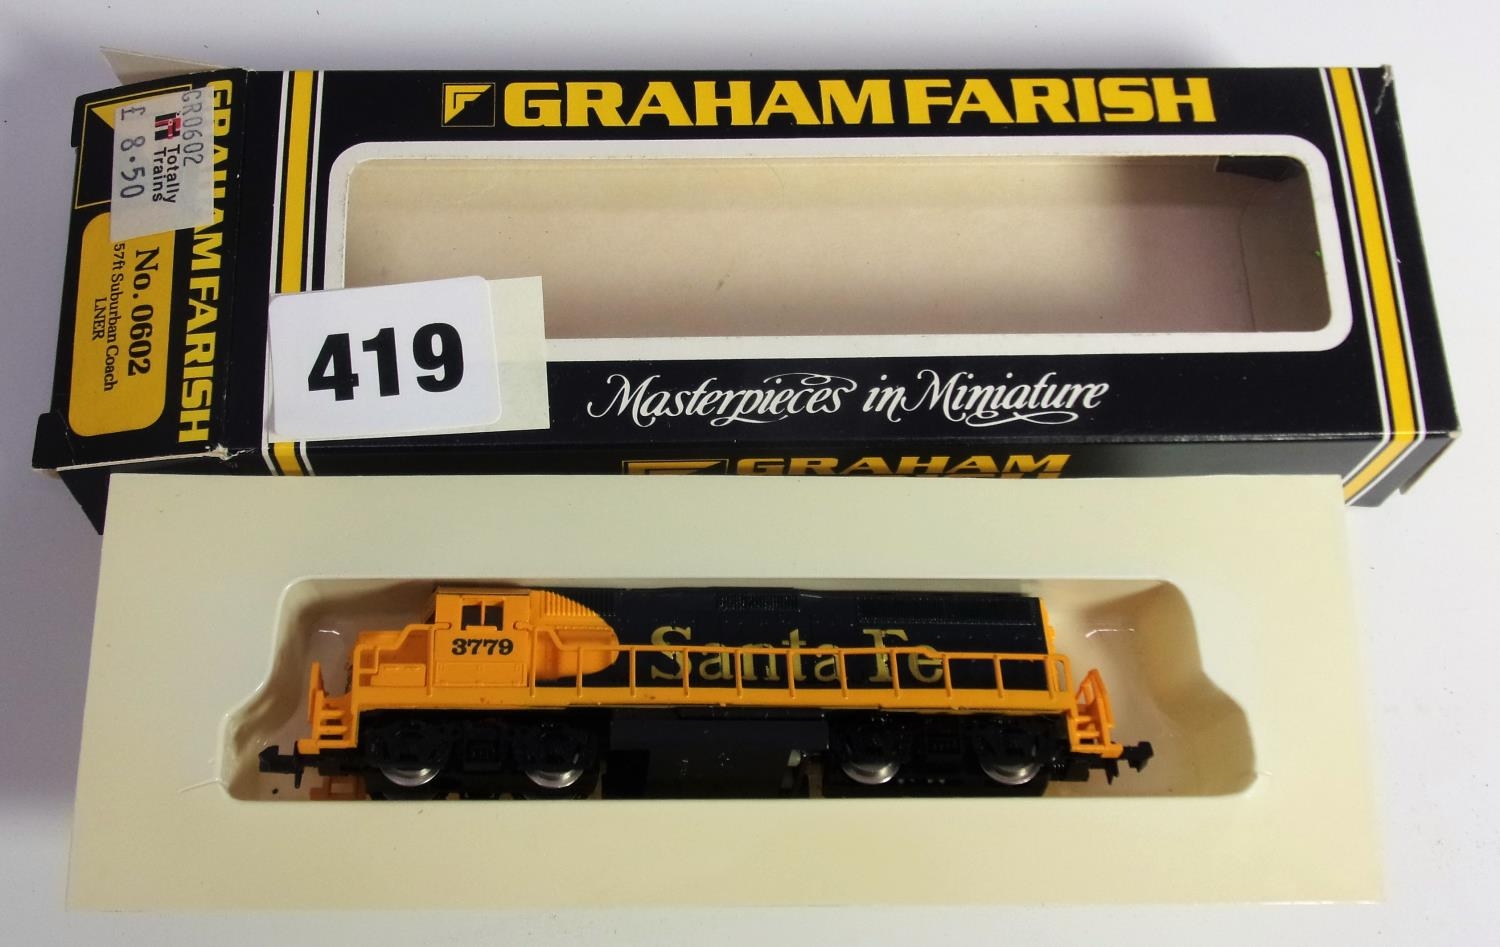 GRAHAM FARISH
Masterpieces in Miniature
GRAHAM
GRAHAM FARISH
GR0602
Totally
Trains
£ 8.50
No. 0602
57ft Suburban Coach
LNER
419
3779
Santa Fe